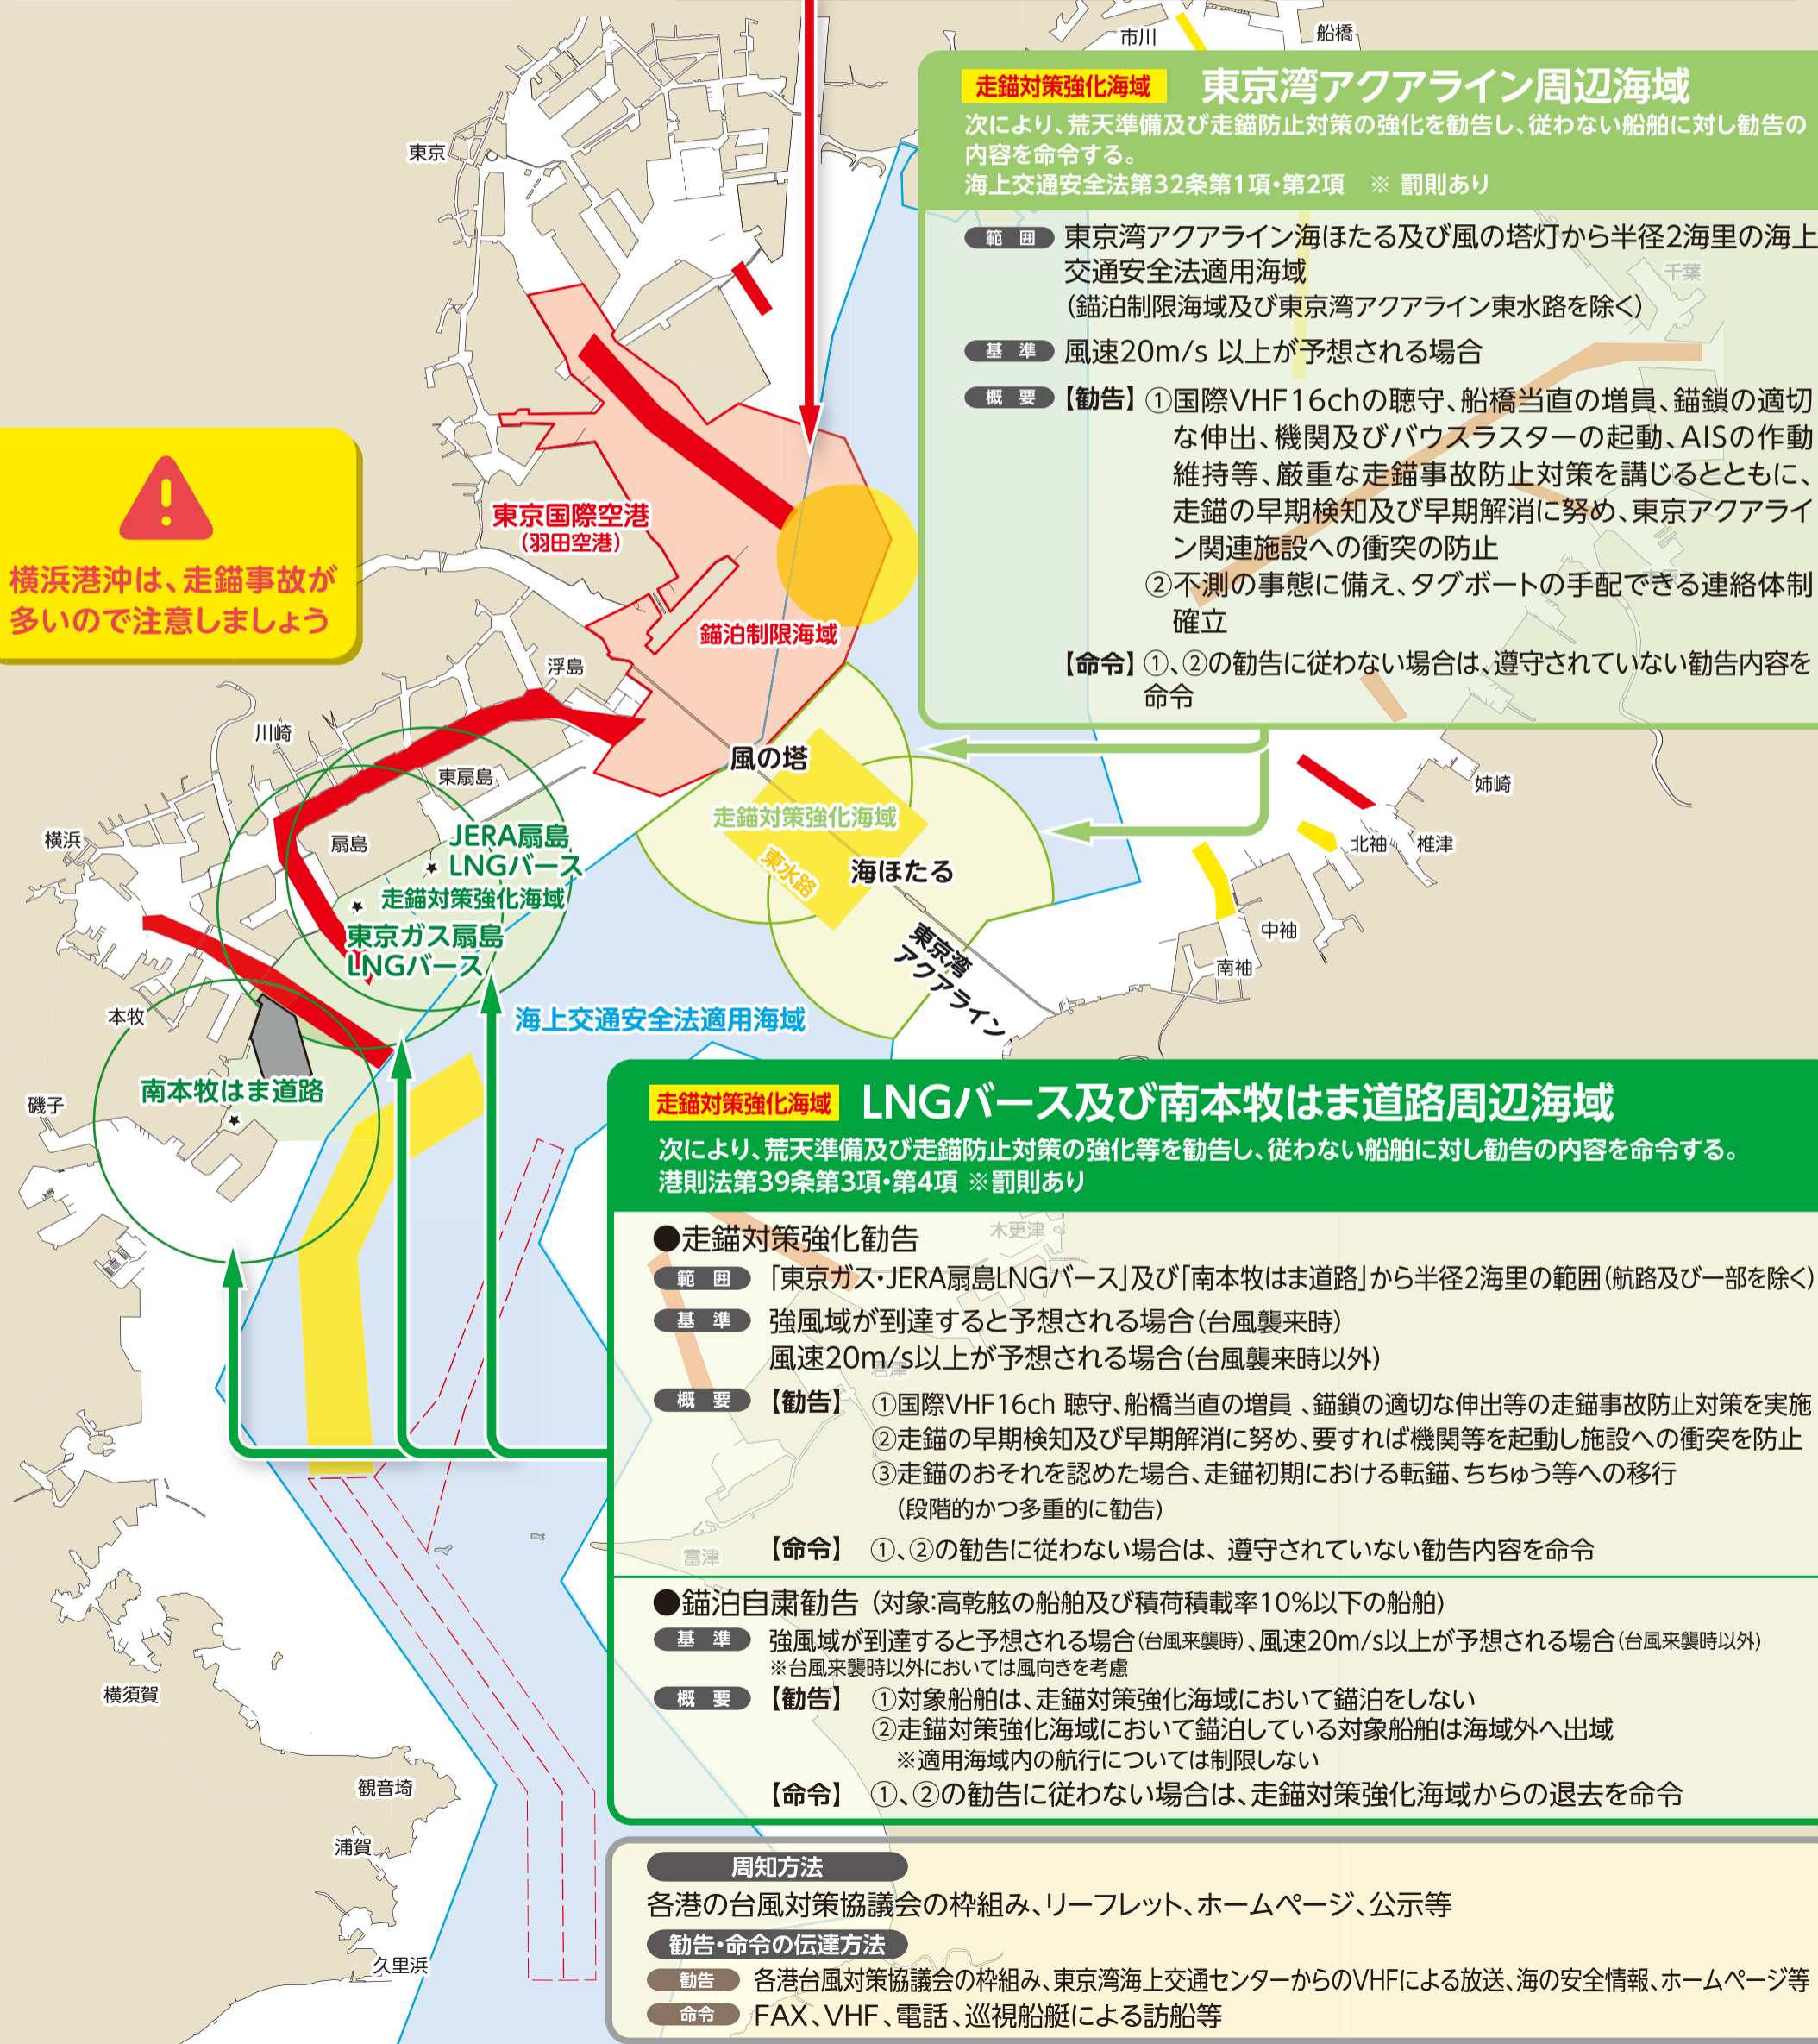 市川
船橋
東京
走錨対策強化海域 東京湾アクアライン周辺海域
次により、荒天準備及び走錨防止対策の強化を勧告し、従わない船舶に対し勧告の
内容を命令する。
海上交通安全法第32条第1項・第2項 ※ 罰則あり
範囲 東京湾アクアライン海ほたる及び風の塔灯から半径2海里の海上
交通安全法適用海域
(錨泊制限海域及び東京湾アクアライン東水路を除く)
基準 風速20m/s 以上が予想される場合
概要 【勧告】 ①国際VHF16chの聴守、船橋当直の増員、錨鎖の適切
な伸出、機関及びバウスラスターの起動、AISの作動
維持等、厳重な走錨事故防止対策を講じるとともに、
走錨の早期検知及び早期解消に努め、東京アクアライ
ン関連施設への衝突の防止
②不測の事態に備え、タグボートの手配できる連絡体制
確立
【命令】 ①、②の勧告に従わない場合は、遵守されていない勧告内容を
命令
千葉
横浜港沖は、走錨事故が
多いので注意しましょう
東京国際空港
(羽田空港)
錨泊制限海域
浮島
川崎
東扇島
横浜
扇島
風の塔
走錨対策強化海域
東水路
海ほたる
東京湾
アクアライン
JERA扇島
LNGバース
走錨対策強化海域
東京ガス扇島
LNGバース
姉崎
北袖
椎津
中袖
南袖
海上交通安全法適用海域
本牧
南本牧はま道路
磯子
走錨対策強化海域 LNGバース及び南本牧はま道路周辺海域
次により、荒天準備及び走錨防止対策の強化等を勧告し、従わない船舶に対し勧告の内容を命令する。
港則法第39条第3項・第4項 ※罰則あり
木更津
●走錨対策強化勧告
範囲 「東京ガス・JERA扇島LNGバース」及び「南本牧はま道路」から半径2海里の範囲(航路及び一部を除く)
基準 強風域が到達すると予想される場合(台風襲来時)
風速20m/s以上が予想される場合(台風襲来時以外)
君津
概要 【勧告】 ①国際VHF16ch 聴守、船橋当直の増員 、錨鎖の適切な伸出等の走錨事故防止対策を実施
②走錨の早期検知及び早期解消に努め、要すれば機関等を起動し施設への衝突を防止
③走錨のおそれを認めた場合、走錨初期における転錨、ちちゅう等への移行
(段階的かつ多重的に勧告)
富津
【命令】 ①、②の勧告に従わない場合は、遵守されていない勧告内容を命令
●錨泊自粛勧告 (対象:高乾舷の船舶及び積荷積載率10%以下の船舶)
基準 強風域が到達すると予想される場合(台風来襲時)、風速20m/s以上が予想される場合(台風来襲時以外)
※台風来襲時以外においては風向きを考慮
概要 【勧告】 ①対象船舶は、走錨対策強化海域において錨泊をしない
②走錨対策強化海域において錨泊している対象船舶は海域外へ出域
※適用海域内の航行については制限しない
【命令】 ①、②の勧告に従わない場合は、走錨対策強化海域からの退去を命令
横須賀
観音埼
浦賀
久里浜
周知方法
各港の台風対策協議会の枠組み、リーフレット、ホームページ、公示等
勧告・命令の伝達方法
勧告 各港台風対策協議会の枠組み、東京湾海上交通センターからのVHFによる放送、海の安全情報、ホームページ等
命令 FAX、VHF、電話、巡視船艇による訪船等